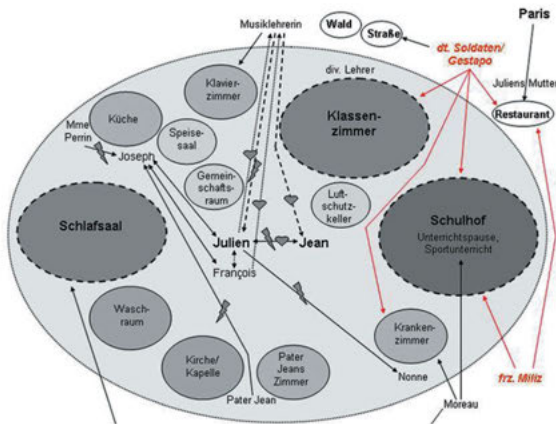 Musiklehrerin
Wald
Straße
Paris
dt. Soldaten/
Gestapo
Juliens Mutter
Restaurant
div. Lehrer
Klavier-
zimmer
Klassen-
zimmer
Küche
Mme
Perrin
Joseph
Speise-
saal
Gemein-
schafts-
raum
Luft-
schutz-
keller
Schlafsaal
Julien
Jean
François
Schulhof
Unterrichtspause,
Sportunterricht
Wasch-
raum
Kirche/
Kapelle
Pater
Jeans
Zimmer
Pater Jean
Kranken-
zimmer
Nonne
Moreau
frz. Miliz